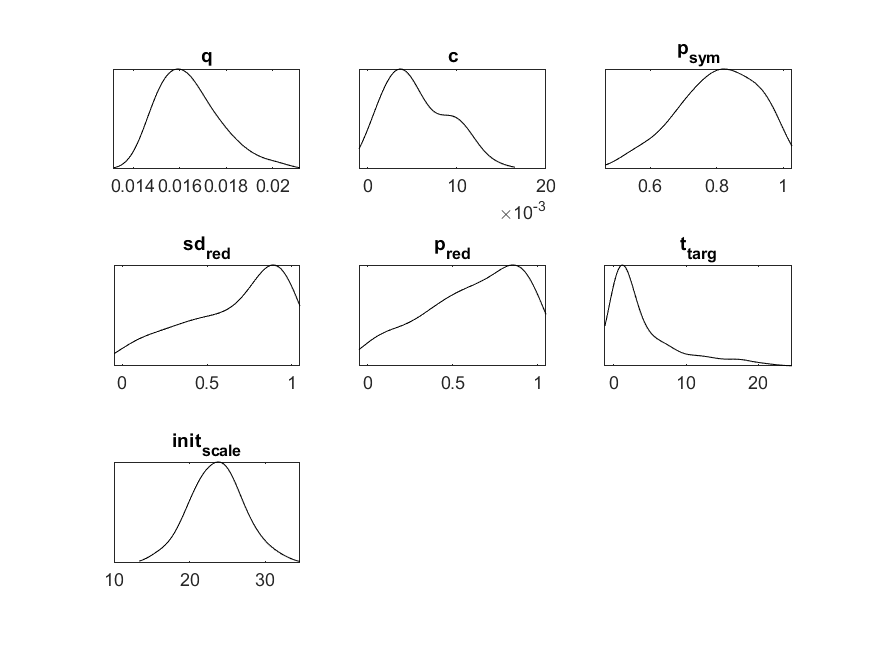 q c p_sym
0.014 0.016 0.018 0.02 0 10 20 0.6 0.8 1
×10^-3
sd_red p_red t_targ
0 0.5 1 0 0.5 1 0 10 20
init_scale
10 20 30